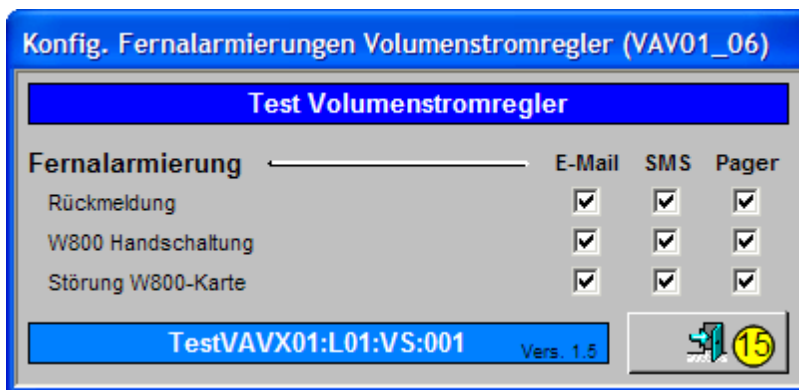 Konfig. Fernalarmierungen Volumenstromregler (VAV01_06)
Test Volumenstromregler
Fernalarmierung E-Mail SMS Pager
Rückmeldung
W800 Handschaltung
Störung W800-Karte
TestVAVX01:L01:VS:001 Vers. 1.5 15